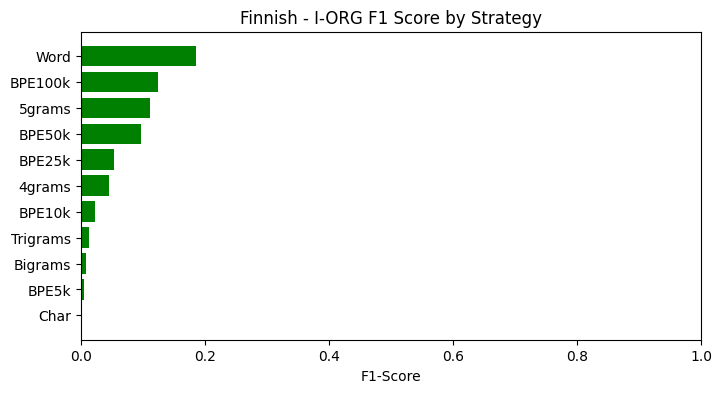 Finnish - I-ORG F1 Score by Strategy
Word
BPE100k
5grams
BPE50k
BPE25k
4grams
BPE10k
Trigrams
Bigrams
BPE5k
Char
0.0 0.2 0.4 0.6 0.8 1.0
F1-Score